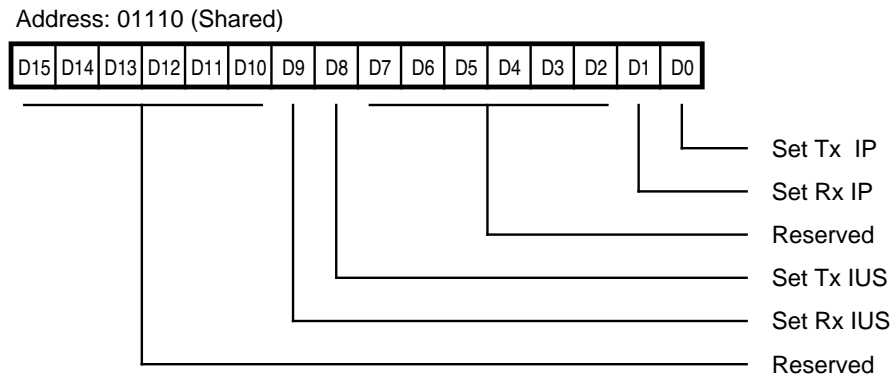 Address: 01110 (Shared)
D15 D14 D13 D12 D11 D10 D9 D8 D7 D6 D5 D4 D3 D2 D1 D0
Set Tx IP
Set Rx IP
Reserved
Set Tx IUS
Set Rx IUS
Reserved